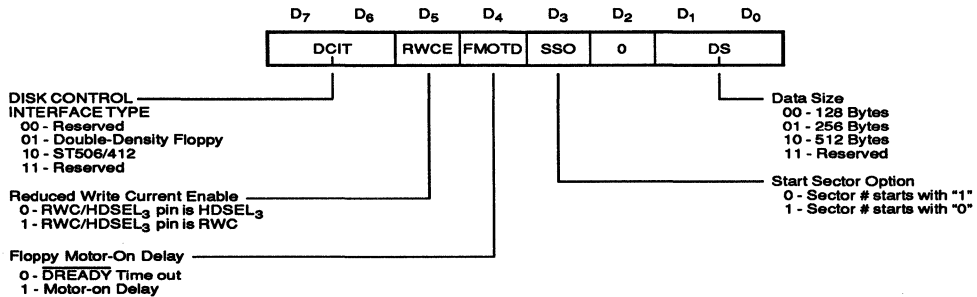 D7 D6 D5 D4 D3 D2 D1 D0
DCIT RWCE FMOTD SSO 0 DS
DISK CONTROL
INTERFACE TYPE
00 - Reserved
01 - Double-Density Floppy
10 - ST506/412
11 - Reserved
Reduced Write Current Enable
0 - RWC/HDSEL3 pin is HDSEL3
1 - RWC/HDSEL3 pin is RWC
Floppy Motor-On Delay
0 - DREADY Time out
1 - Motor-on Delay
Data Size
00 - 128 Bytes
01 - 256 Bytes
10 - 512 Bytes
11 - Reserved
Start Sector Option
0 - Sector # starts with "1"
1 - Sector # starts with "0"